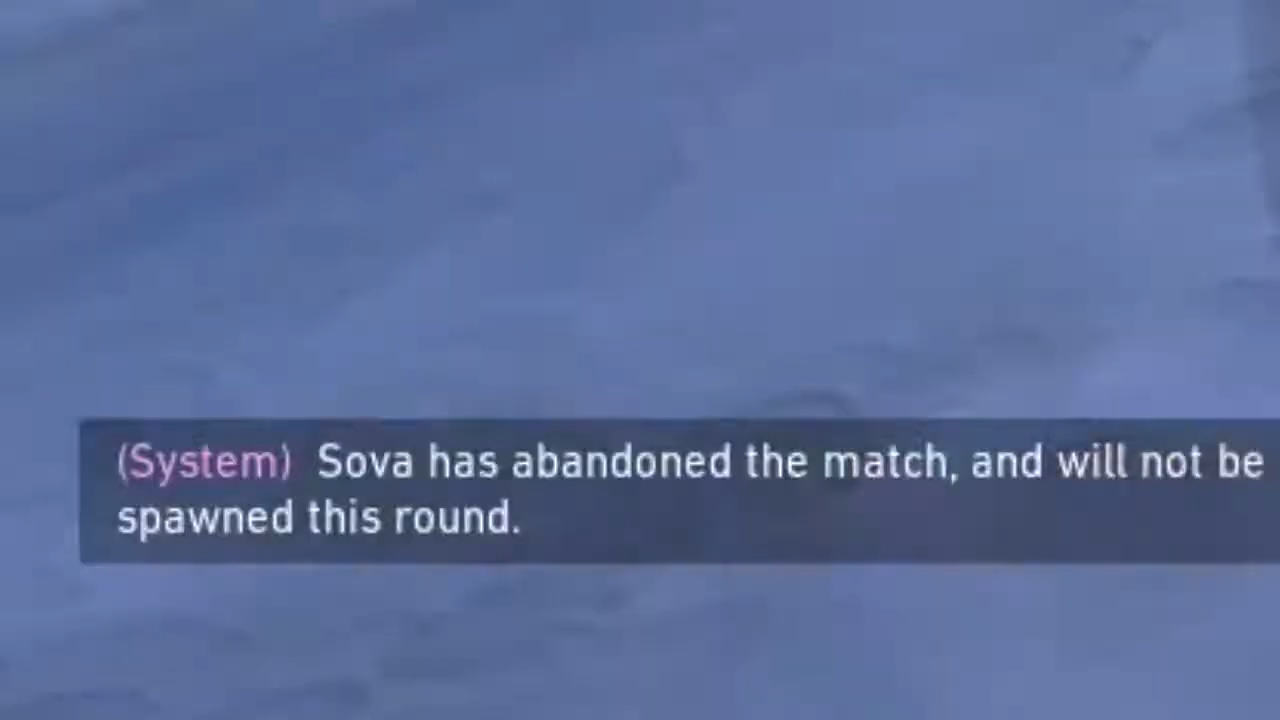 (System) Sova has abandoned the match, and will not be
spawned this round.